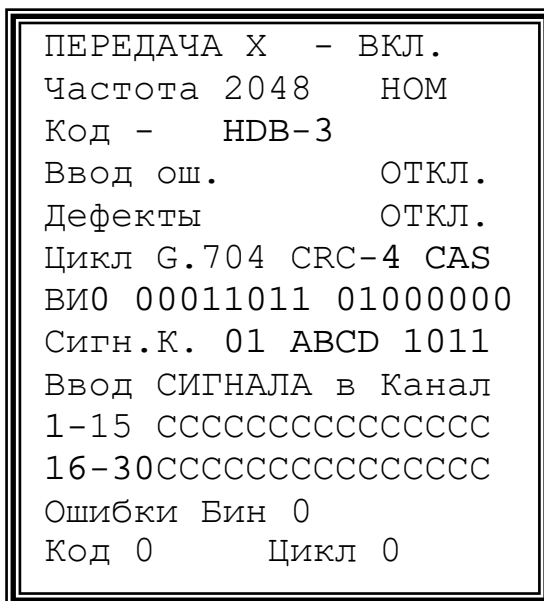 ПЕРЕДАЧА X - ВКЛ.
Частота 2048 НОМ
Код - HDB-3
Ввод ош. ОТКЛ.
Дефекты ОТКЛ.
Цикл G.704 CRC-4 CAS
ВИ0 00011011 01000000
Сигн.К. 01 ABCD 1011
Ввод СИГНАЛА в Канал
1-15 ССССССССССССССС
16-30ССССССССССССССС
Ошибки Бин 0
Код 0 Цикл 0